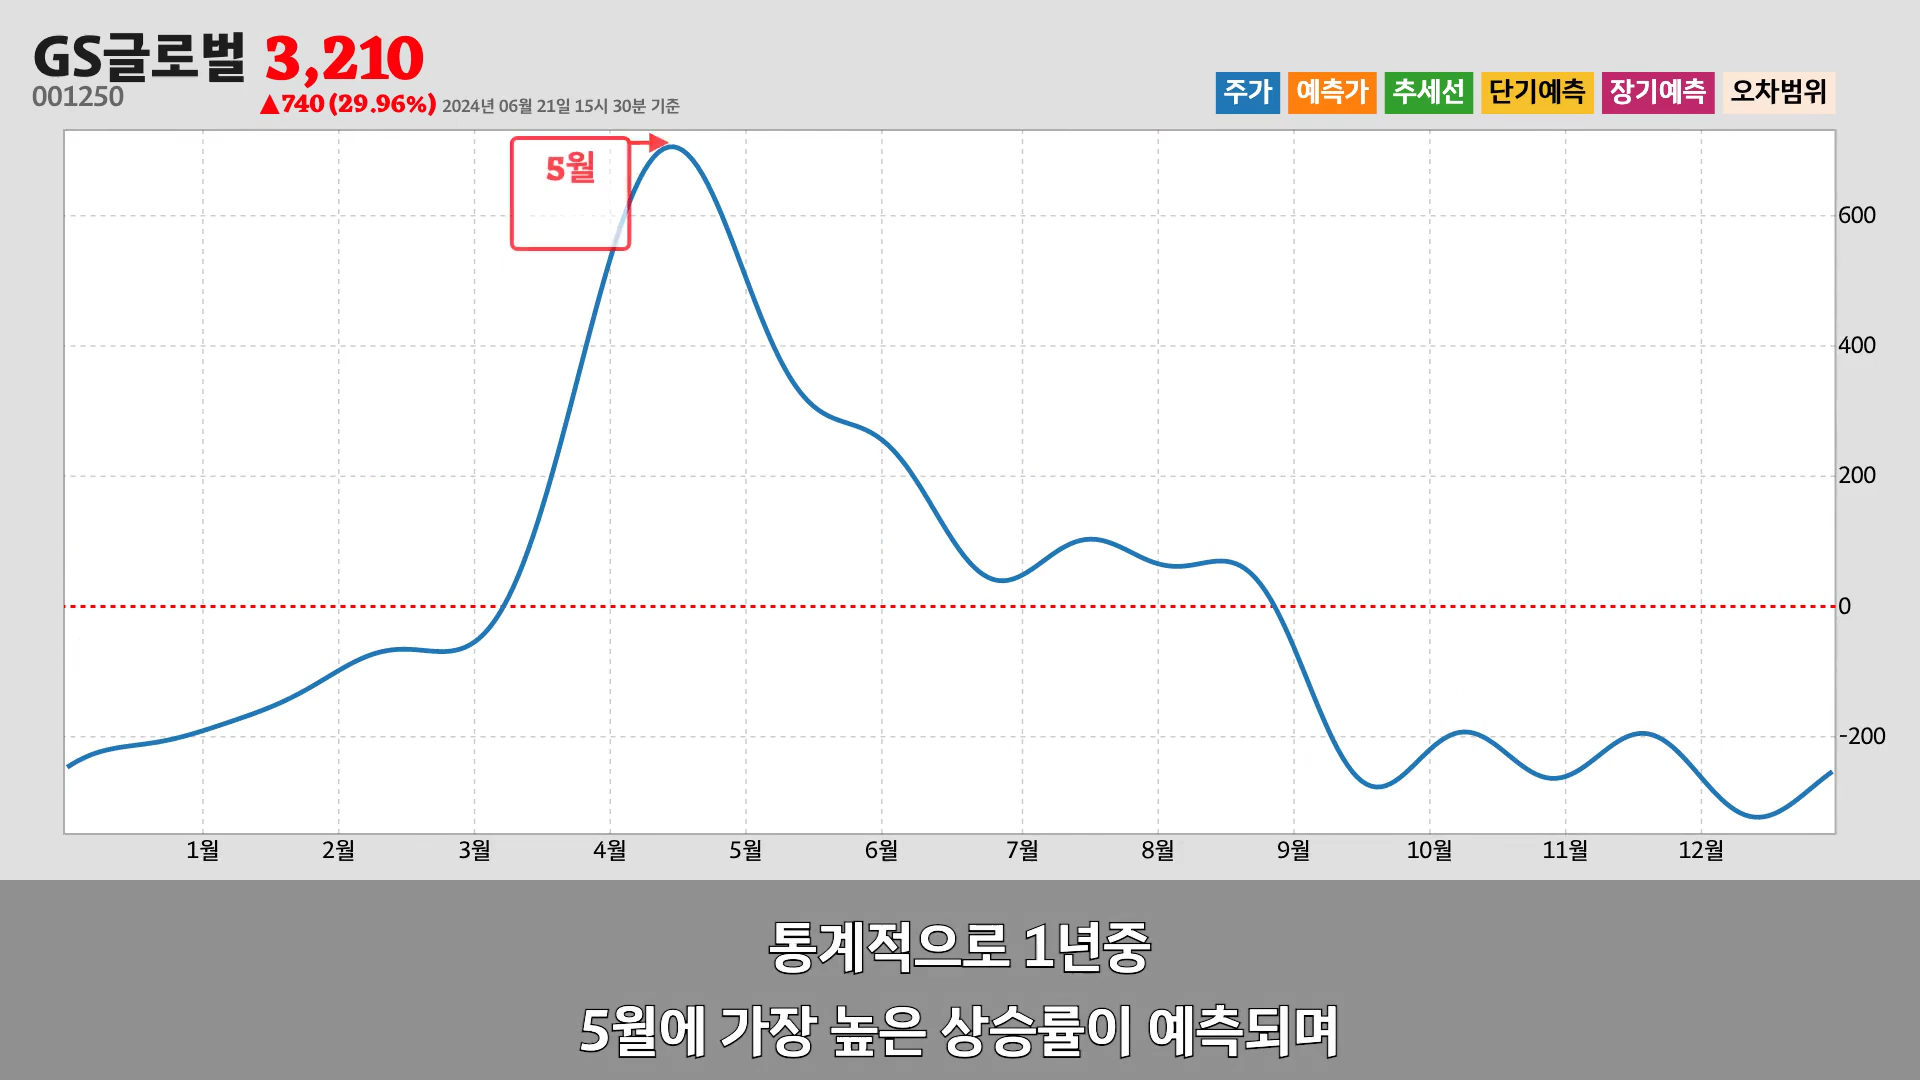 GS글로벌 3,210
001250
▲740 (29.96%) 2024년 06월 21일 15시 30분 기준
주가 예측가 추세선 단기예측 장기예측 오차범위
5월
600
400
200
0
-200
1월 2월 3월 4월 5월 6월 7월 8월 9월 10월 11월 12월
통계적으로 1년중
5월에 가장 높은 상승률이 예측되며